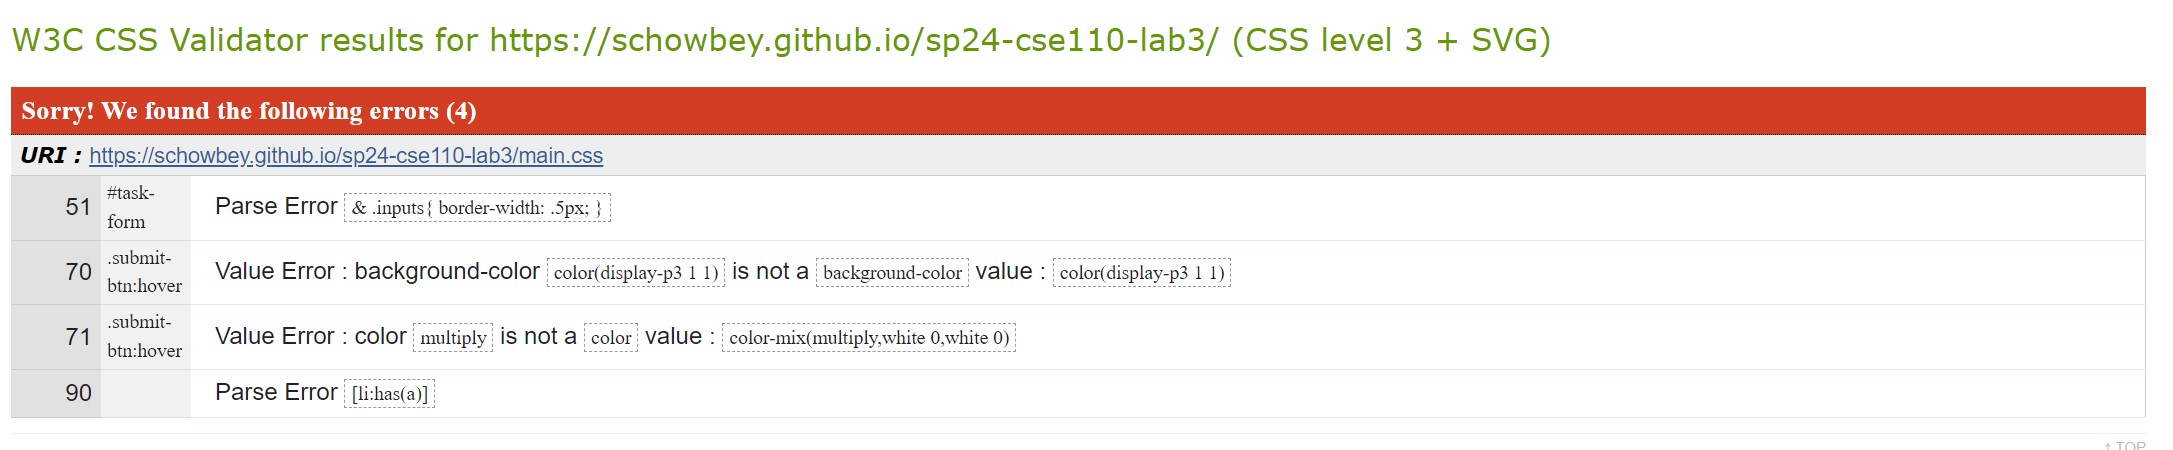 W3C CSS Validator results for https://schowbey.github.io/sp24-cse110-lab3/ (CSS level 3 + SVG)
Sorry! We found the following errors (4)
URI : https://schowbey.github.io/sp24-cse110-lab3/main.css
51 #task-form Parse Error & .inputs{ border-width: .5px; }
70 .submit-btn:hover Value Error : background-color color(display-p3 1 1) is not a background-color value : color(display-p3 1 1)
71 .submit-btn:hover Value Error : color multiply is not a color value : color-mix(multiply,white 0,white 0)
90 Parse Error [li:has(a)]
↑ TOP